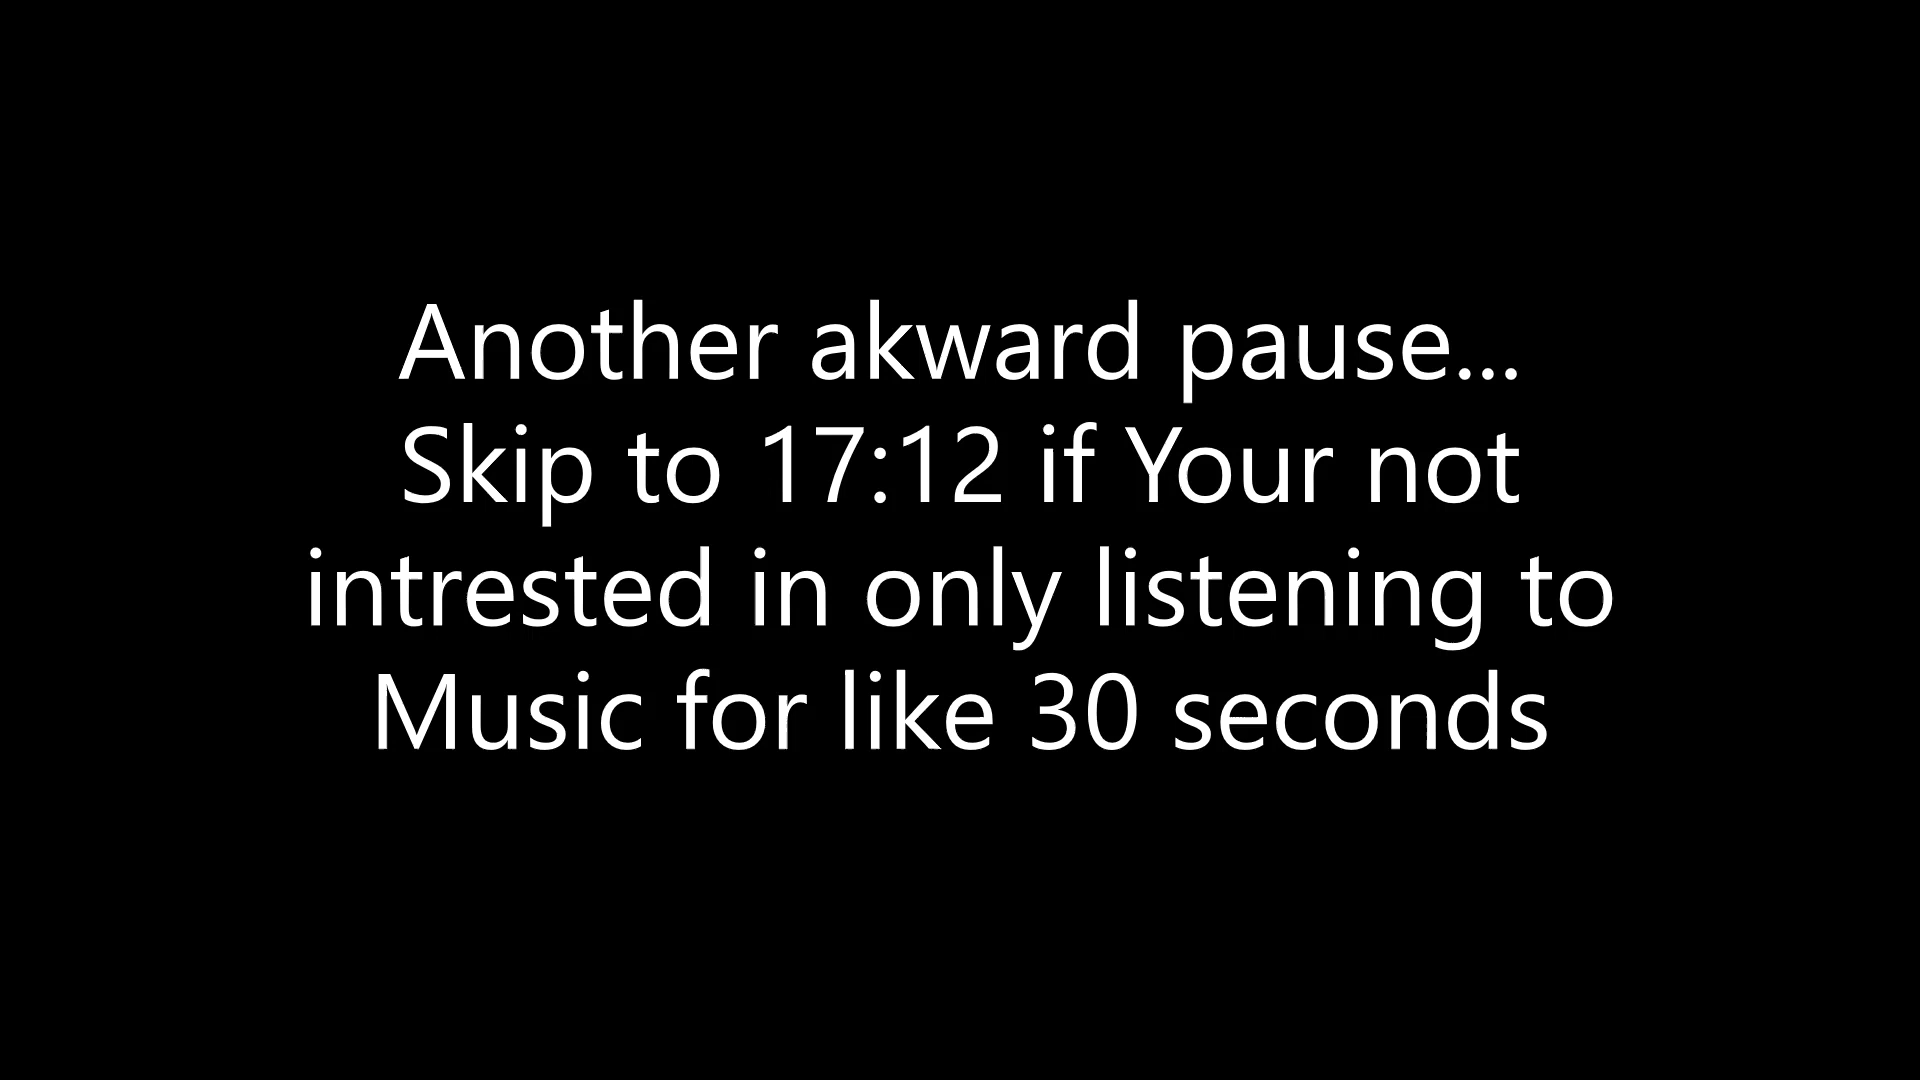 Another akward pause...
Skip to 17:12 if Your not
intrested in only listening to
Music for like 30 seconds